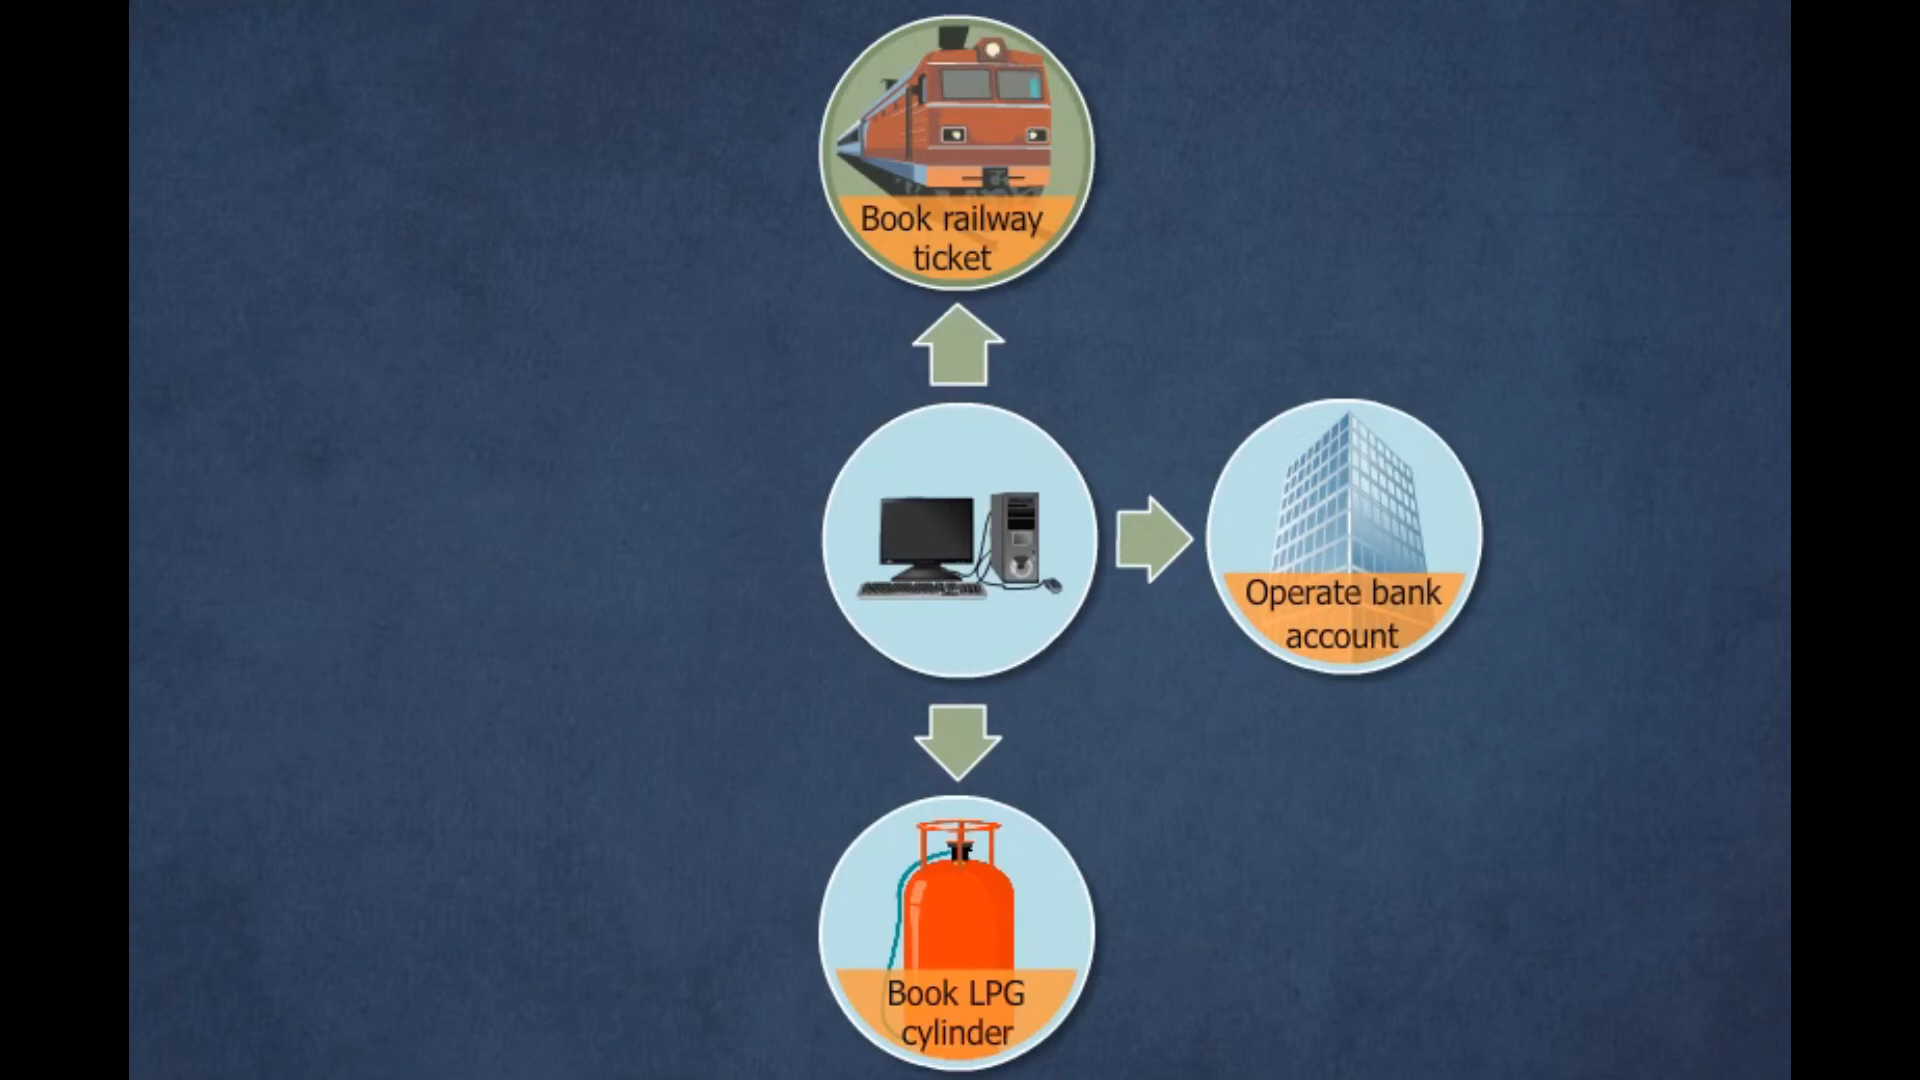 Book railway
ticket
Operate bank
account
Book LPG
cylinder